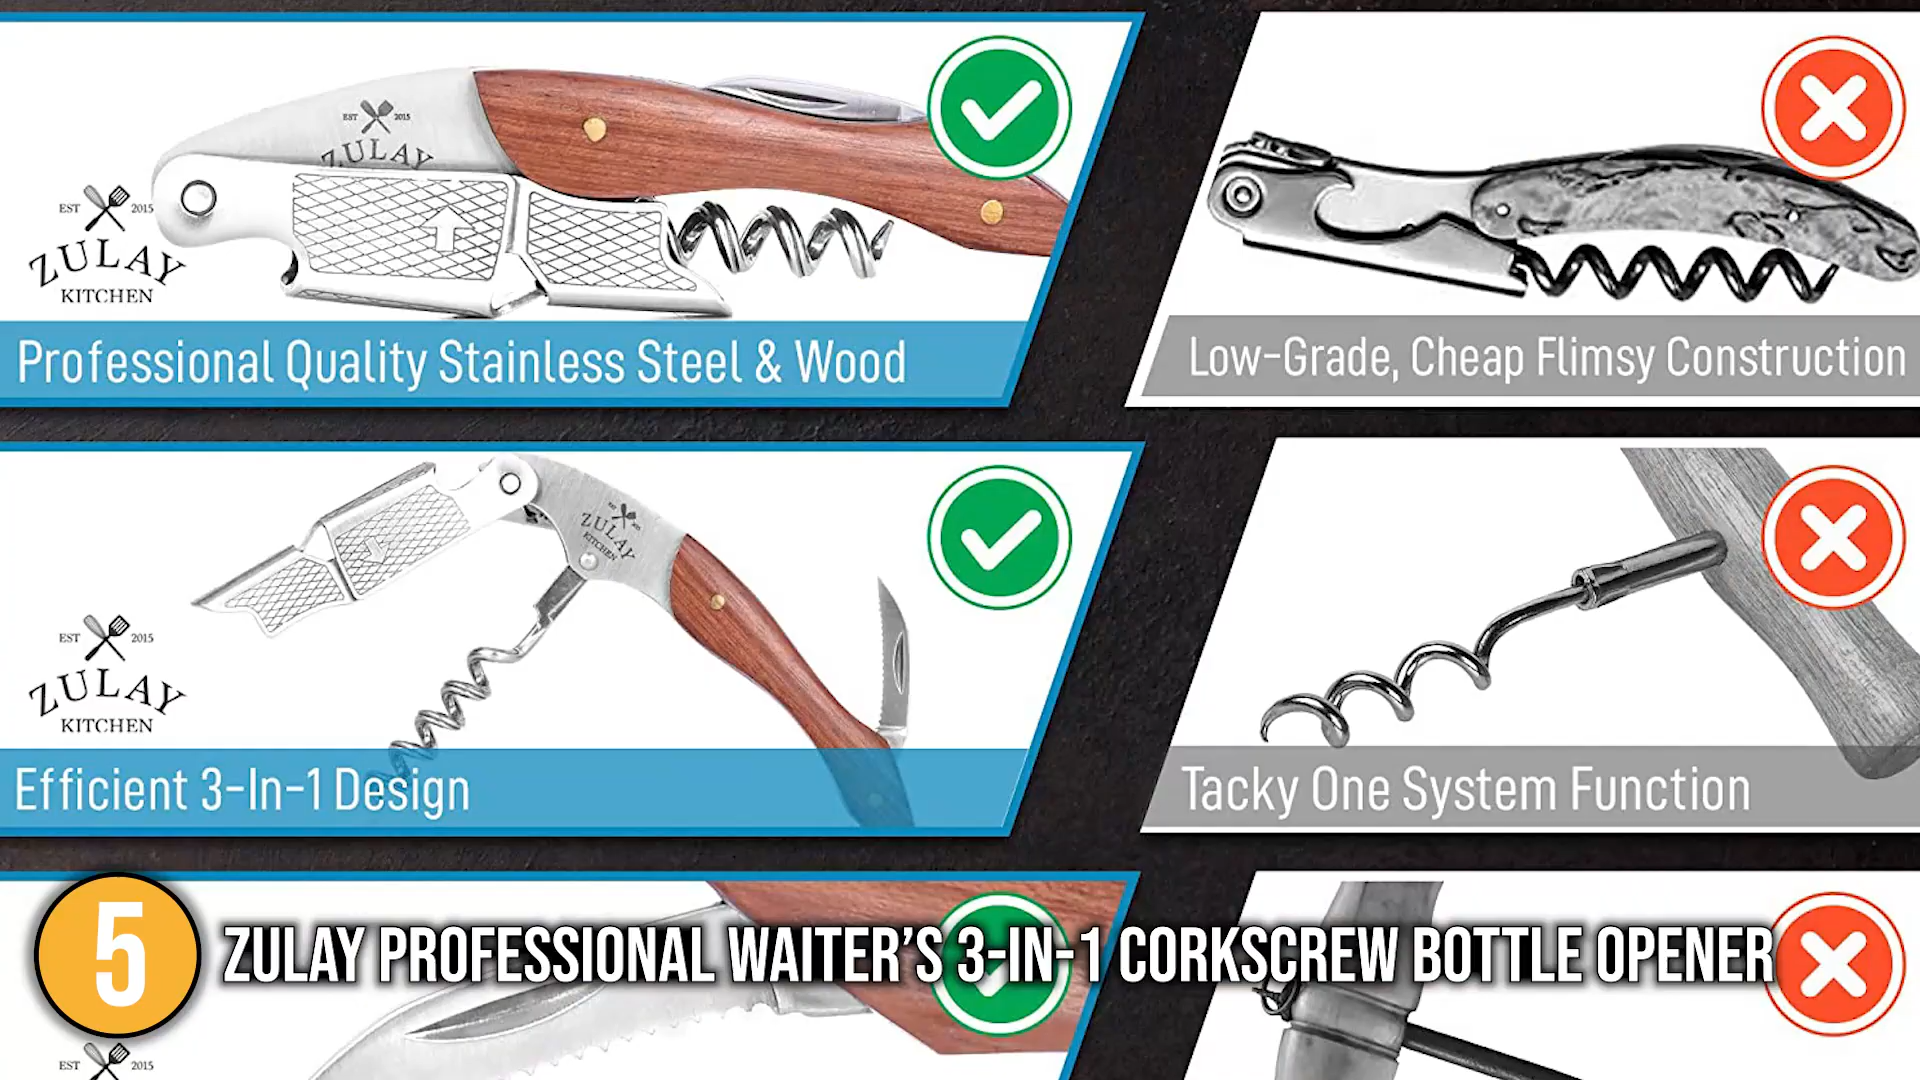 EST 2015
ZULAY
EST 2015
ZULAY
KITCHEN
Professional Quality Stainless Steel & Wood
Low-Grade, Cheap Flimsy Construction
ZULAY
KITCHEN
EST 2015
ZULAY
KITCHEN
Efficient 3-In-1 Design
Tacky One System Function
5 ZULAY PROFESSIONAL WAITER'S 3-IN-1 CORKSCREW BOTTLE OPENER
EST 2015